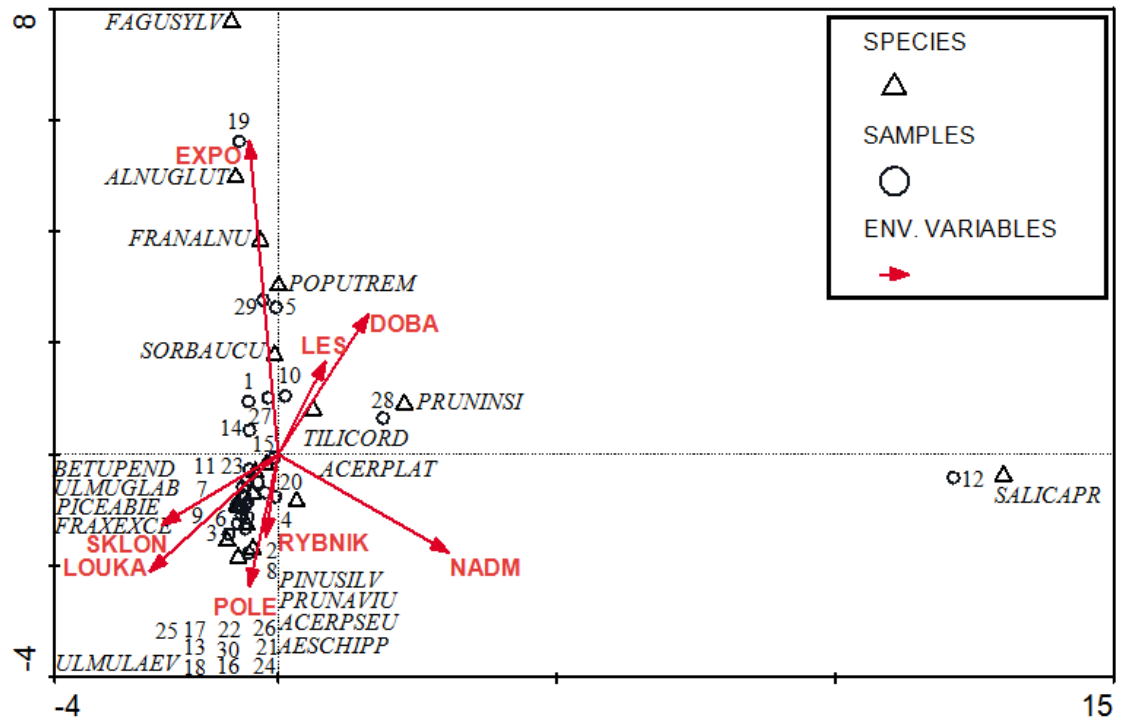 8
FAGUSYLV
SPECIES
SAMPLES
ENV. VARIABLES
19
EXPO
ALNUGLUT
FRANALNU
POPUTREM
29 5
DOBA
LES
SORBAUCU
1 10
28 PRUNINSI
27
14
TILICORD
15
BETUPEND 11 23 ACERPLAT
12
ULMUGLAB 7 20
SALICAPR
PICEABIE
9 6 4
FRAXEXCE 3
SKLON RYBNIK
2
LOUKA 8 NADM
PINUSILV
POLE PRUNAVIU
25 17 22 26 ACERPSEU
13 30 21 AESCHIPP
ULMULAEV 18 16 24
-4
-4 15